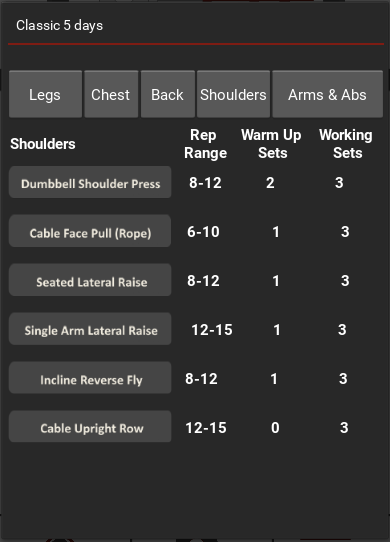 Classic 5 days
Legs Chest Back Shoulders Arms & Abs
Shoulders Rep Range Warm Up Sets Working Sets
Dumbbell Shoulder Press 8-12 2 3
Cable Face Pull (Rope) 6-10 1 3
Seated Lateral Raise 8-12 1 3
Single Arm Lateral Raise 12-15 1 3
Incline Reverse Fly 8-12 1 3
Cable Upright Row 12-15 0 3